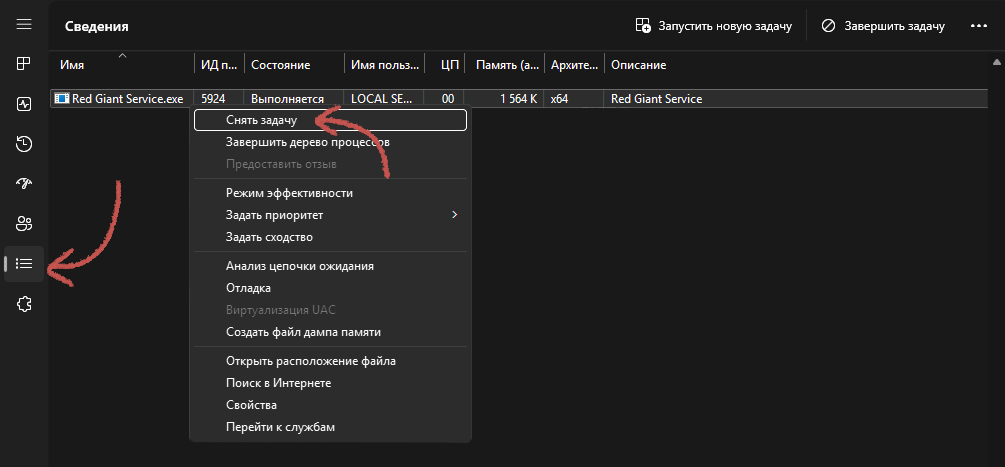 Сведения
Запустить новую задачу
Завершить задачу
Имя
ИД п...
Состояние
Имя польз...
ЦП
Память (а...
Архите...
Описание
Red Giant Service.exe
5924
Выполняется
LOCAL SE...
00
1 564 K
x64
Red Giant Service
Снять задачу
Завершить дерево процессов
Предоставить отзыв
Режим эффективности
Задать приоритет
Задать сходство
Анализ цепочки ожидания
Отладка
Виртуализация UAC
Создать файл дампа памяти
Открыть расположение файла
Поиск в Интернете
Свойства
Перейти к службам